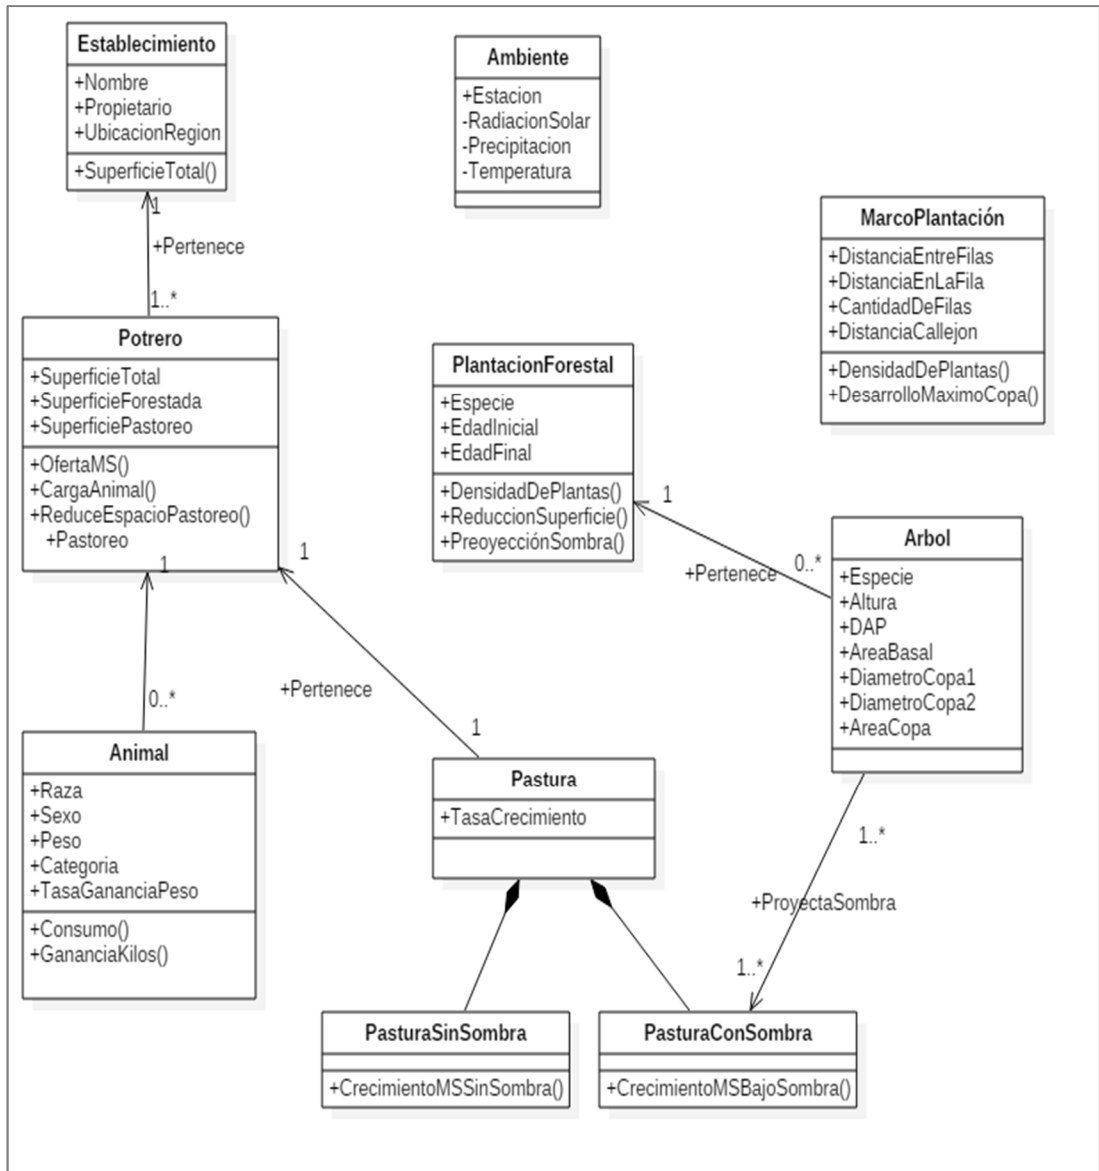 Establecimiento
+Nombre
+Propietario
+UbicacionRegion
+SuperficieTotal()
1
+Pertenece
1..*
Ambiente
+Estacion
-RadiacionSolar
-Precipitacion
-Temperatura
MarcoPlantación
+DistanciaEntreFilas
+DistanciaEnLaFila
+CantidadDeFilas
+DistanciaCallejon
+DensidadDePlantas()
+DesarrolloMaximoCopa()
Potrero
+SuperficieTotal
+SuperficieForestada
+SuperficiePastoreo
+OfertaMS()
+CargaAnimal()
+ReduceEspacioPastoreo()
+Pastoreo
1
1
PlantacionForestal
+Especie
+EdadInicial
+EdadFinal
+DensidadDePlantas()
+ReduccionSuperficie()
+PreoyecciónSombra()
1
+Pertenece
0..*
Arbol
+Especie
+Altura
+DAP
+AreaBasal
+DiametroCopa1
+DiametroCopa2
+AreaCopa
0..*
+Pertenece
1
Animal
+Raza
+Sexo
+Peso
+Categoria
+TasaGananciaPeso
+Consumo()
+GananciaKilos()
Pastura
+TasaCrecimiento
1..*
+ProyectaSombra
1..*
PasturaSinSombra
+CrecimientoMSSinSombra()
PasturaConSombra
+CrecimientoMSBajoSombra()